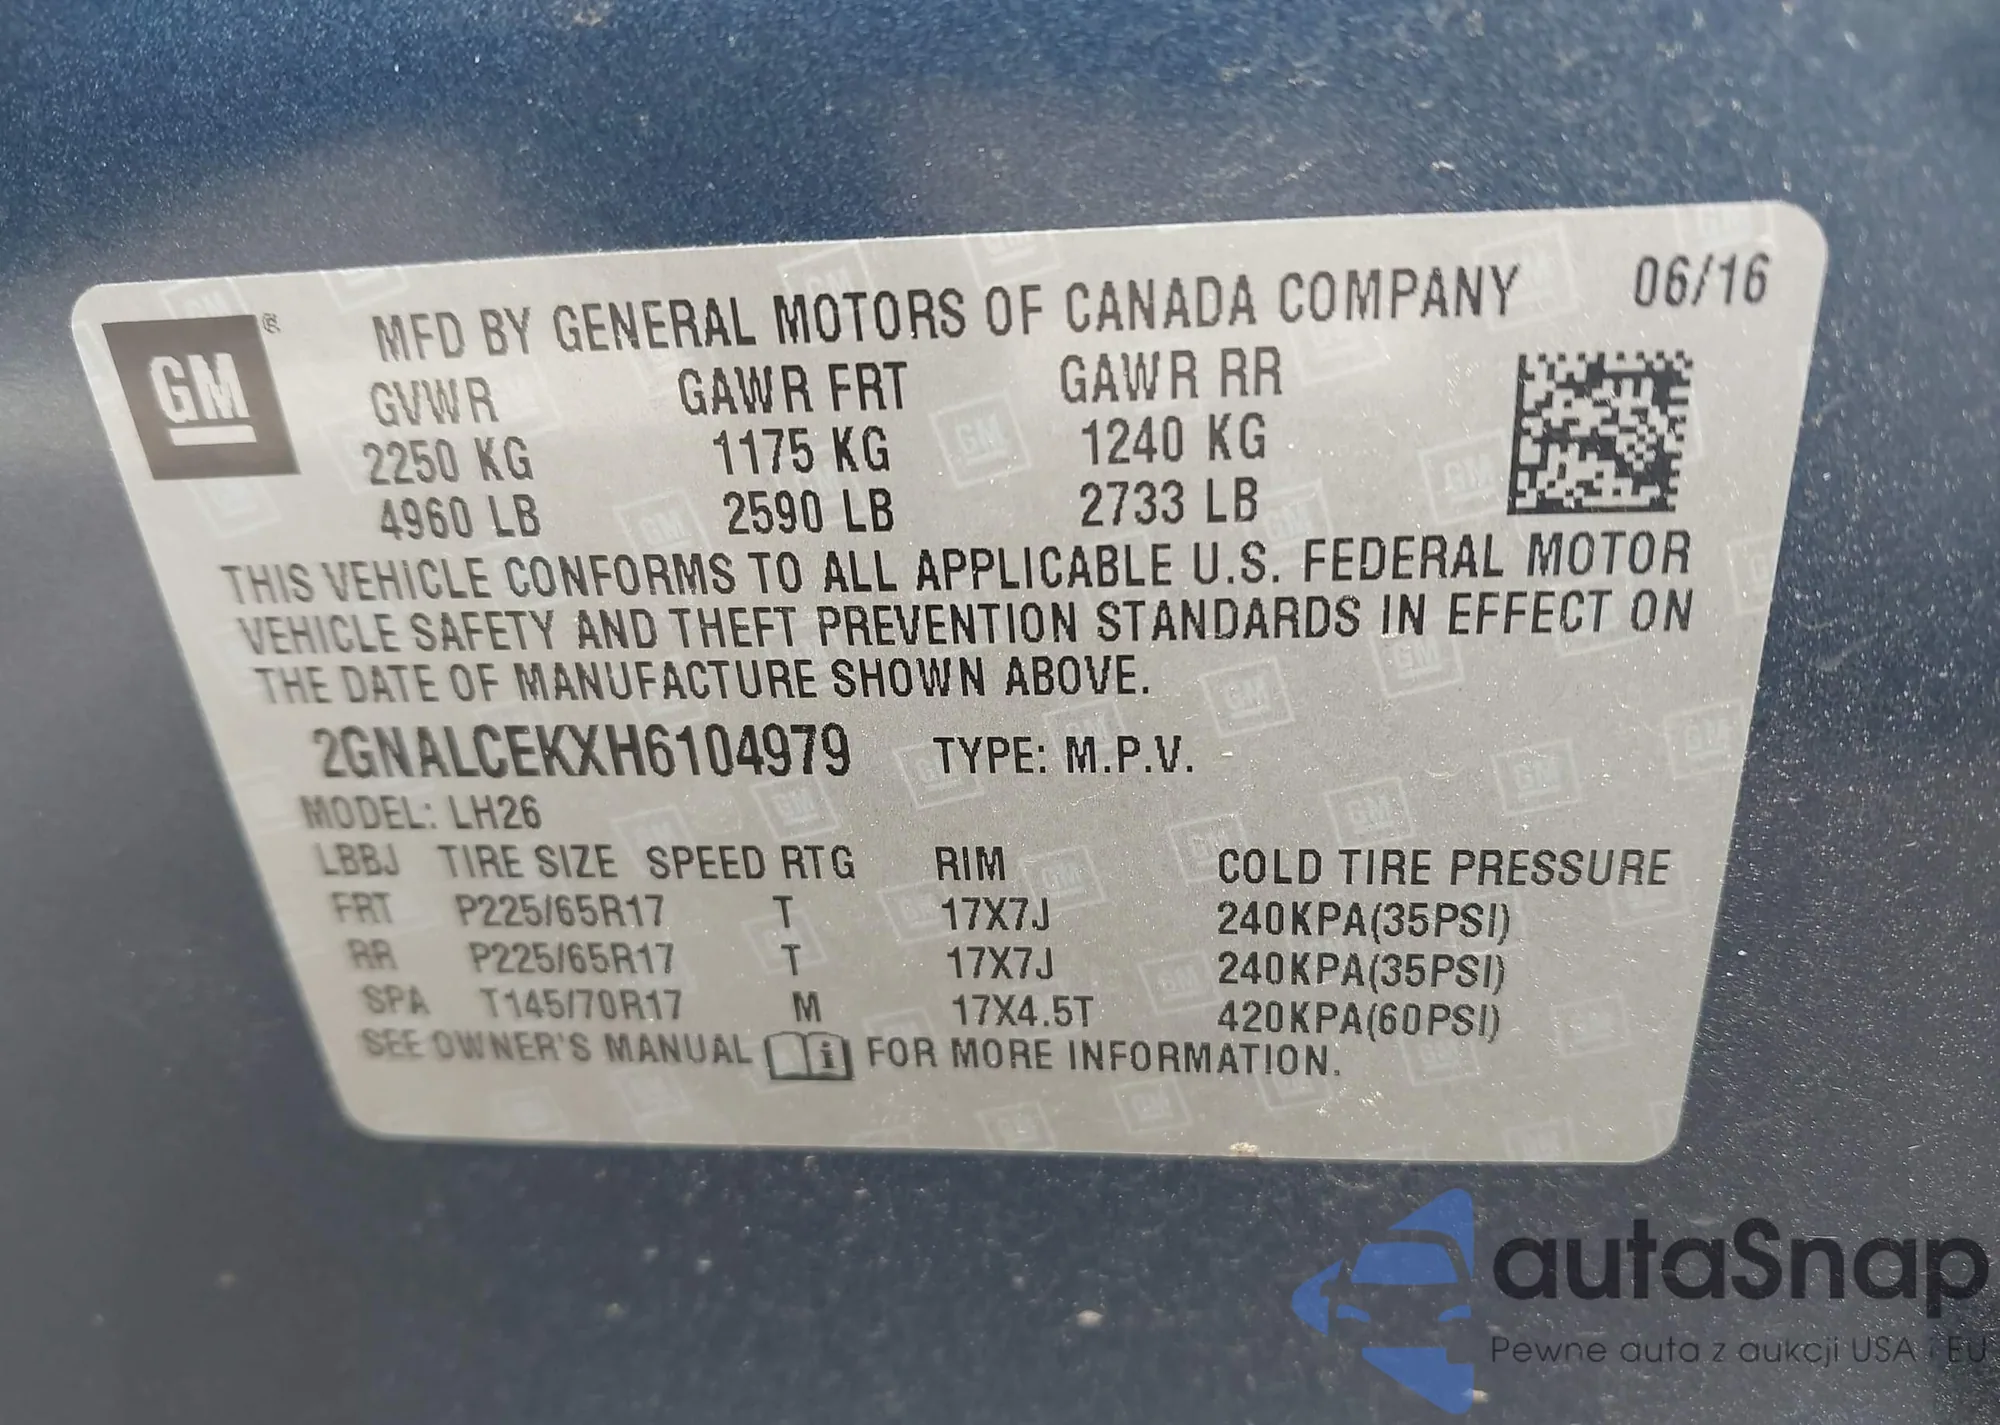 GM ®
MFD BY GENERAL MOTORS OF CANADA COMPANY 06/16
GVWR GAWR FRT GAWR RR
2250 KG 1175 KG 1240 KG
4960 LB 2590 LB 2733 LB
THIS VEHICLE CONFORMS TO ALL APPLICABLE U.S. FEDERAL MOTOR
VEHICLE SAFETY AND THEFT PREVENTION STANDARDS IN EFFECT ON
THE DATE OF MANUFACTURE SHOWN ABOVE.
2GNALCEKXH6104979 TYPE: M.P.V.
MODEL: LH26
LBBJ TIRE SIZE SPEED RTG RIM COLD TIRE PRESSURE
FRT P225/65R17 T 17X7J 240KPA(35PSI)
RR P225/65R17 T 17X7J 240KPA(35PSI)
SPA T145/70R17 M 17X4.5T 420KPA(60PSI)
SEE OWNER'S MANUAL i FOR MORE INFORMATION.
autaSnap
Pewne auta z aukcji USA i EU